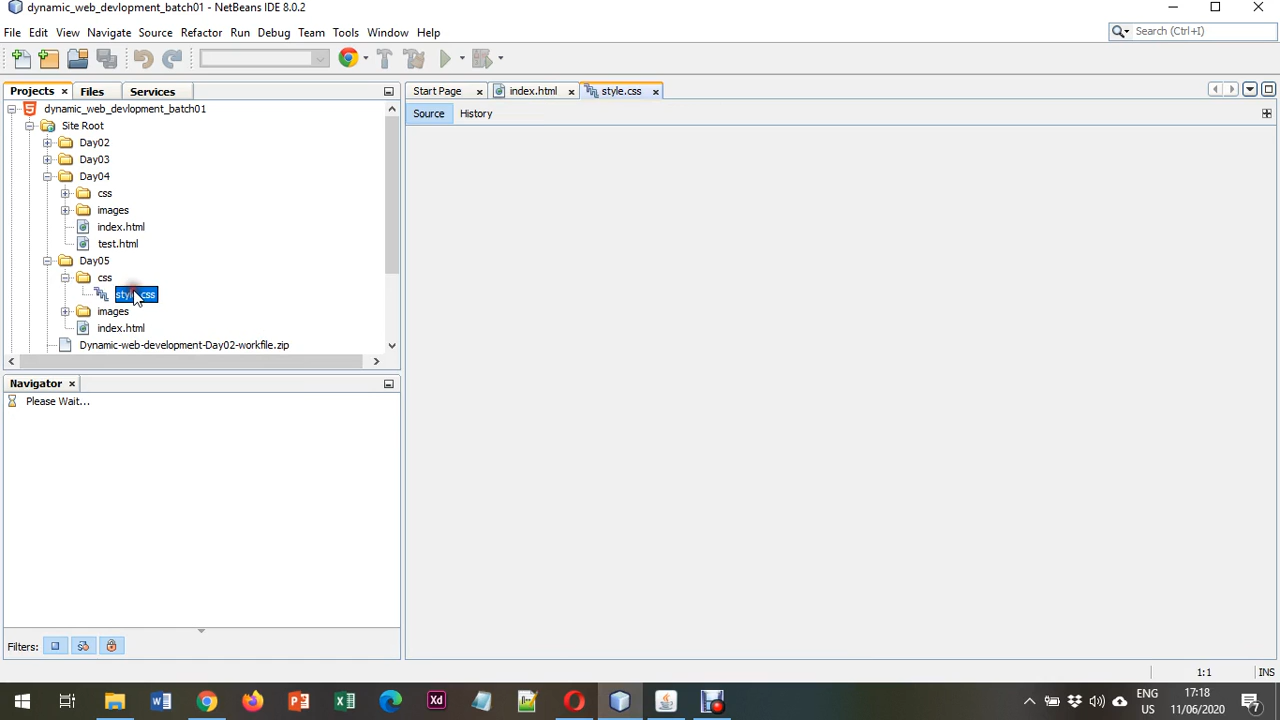 dynamic_web_devlopment_batch01 - NetBeans IDE 8.0.2
File Edit View Navigate Source Refactor Run Debug Team Tools Window Help
Search (Ctrl+I)
Projects Files Services
Start Page index.html style.css
Source History
dynamic_web_devlopment_batch01
Site Root
Day02
Day03
Day04
css
images
index.html
test.html
Day05
css
style.css
images
index.html
Dynamic-web-development-Day02-workfile.zip
Navigator
Please Wait...
Filters:
1:1 INS
ENG
US
17:18
11/06/2020
7